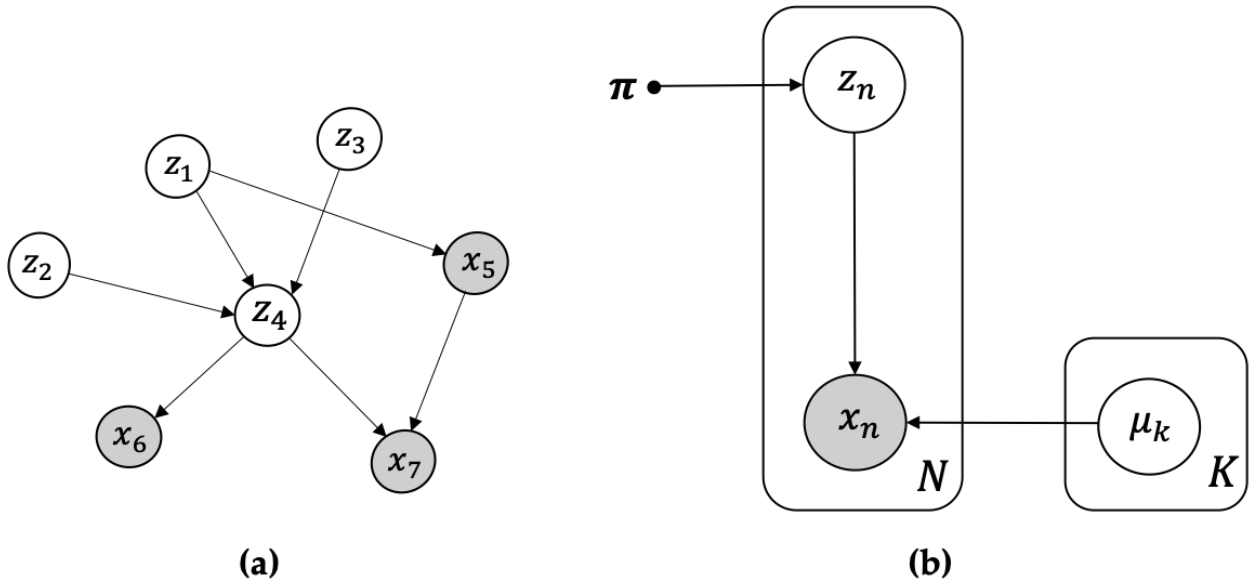 z₁
z₃
z₂
x₅
z₄
x₆
x₇
(a)
π
zₙ
xₙ
N
μₖ
K
(b)